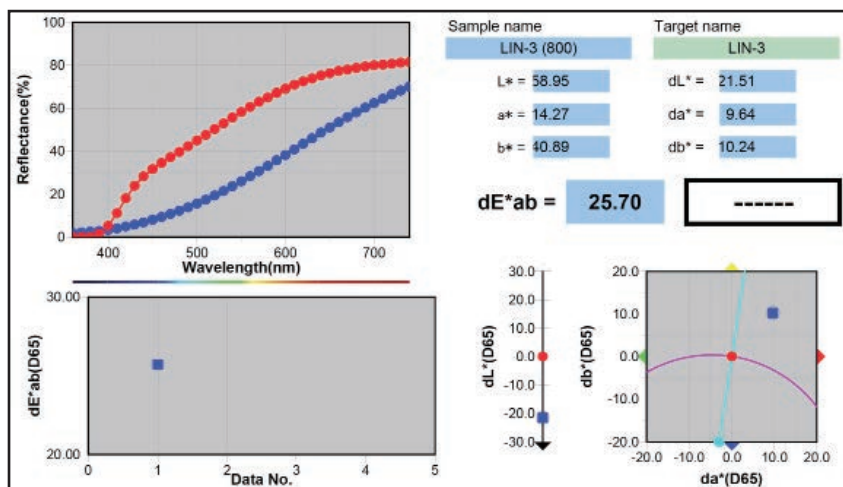 100
80
60
40
20
0
Reflectance(%)
400 500 600 700
Wavelength(nm)
Sample name Target name
LIN-3 (800) LIN-3
L* = 58.95 dL* = 21.51
a* = 14.27 da* = 9.64
b* = 40.89 db* = 10.24
dE*ab = 25.70 ------
30.00
20.00
dE*ab(D65)
0 1 2 3 4 5
Data No.
30.0
20.0
10.0
0.0
-10.0
-20.0
-30.0
dL*(D65)
20.0
10.0
0.0
-10.0
-20.0
db*(D65)
-20.0 -10.0 0.0 10.0 20.0
da*(D65)